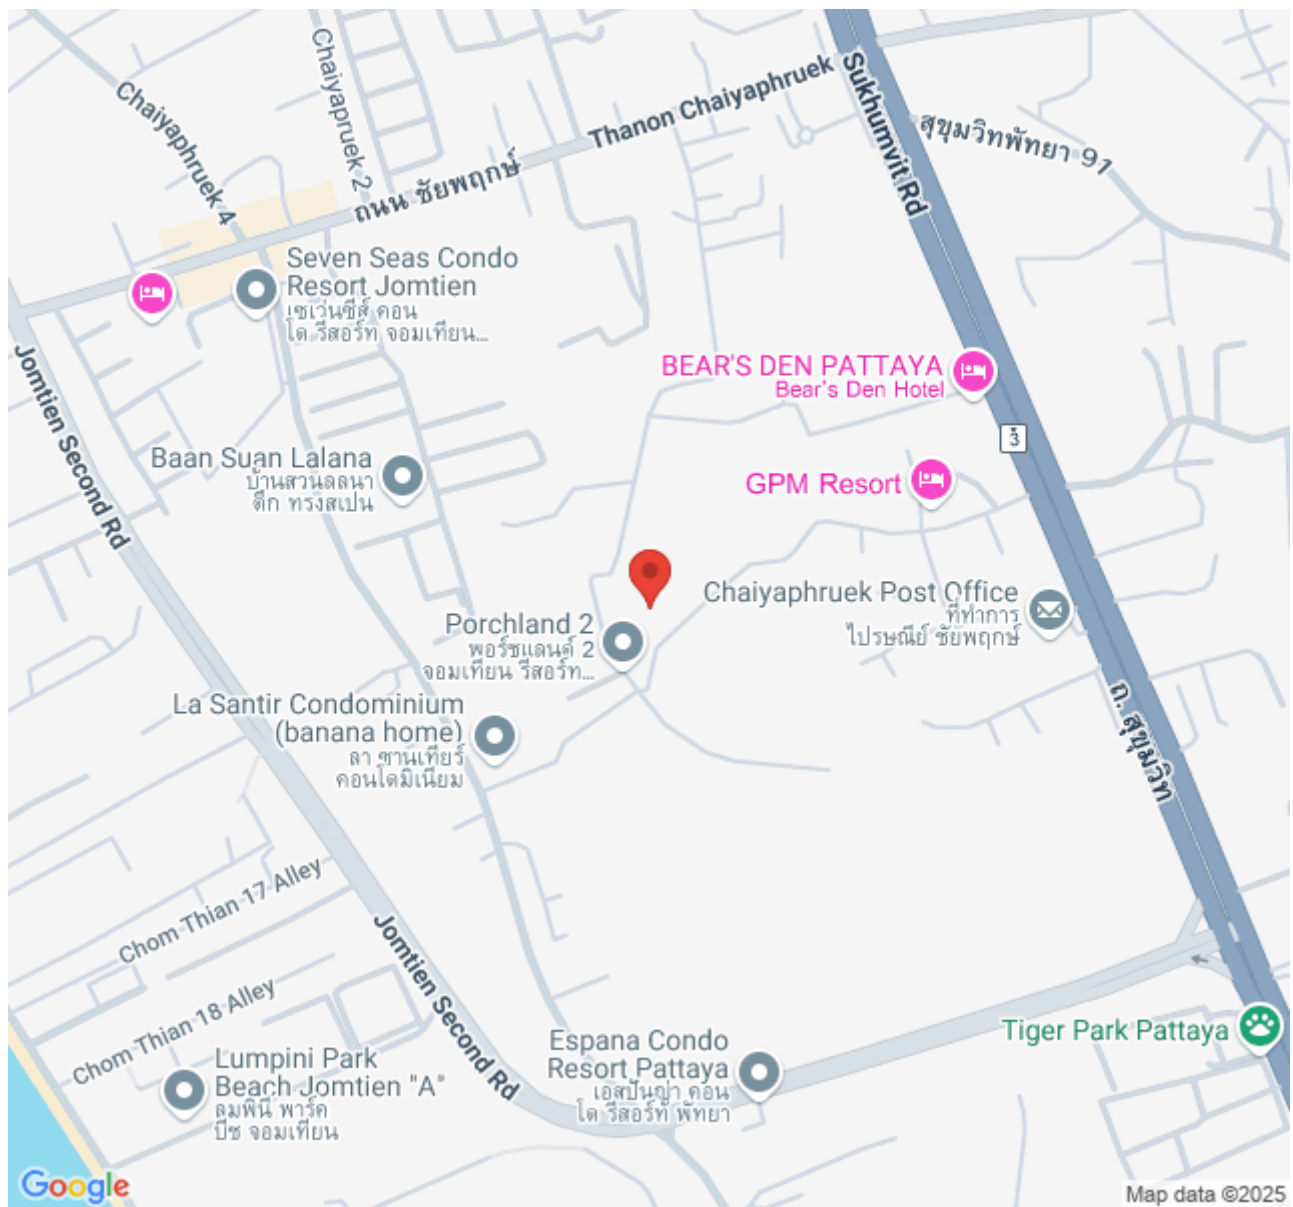 Chaiyaphruek 4
Chaiyapruek 2
Thanon Chaiyaphruek
ถนน ชัยพฤกษ์
Sukhumvit Rd
สุขุมวิทพัทยา 91
Seven Seas Condo
Resort Jomtien
เซเว่นซีส์ คอน
โด รีสอร์ท จอมเทียน...
Jomtien Second Rd
BEAR'S DEN PATTAYA
Bear's Den Hotel
3
Baan Suan Lalana
บ้านสวนลลนา
ตึก ทรงสเปน
GPM Resort
Chaiyaphruek Post Office
ที่ทำการ
ไปรษณีย์ ชัยพฤกษ์
Porchland 2
พอร์ชแลนด์ 2
จอมเทียน รีสอร์ท...
La Santir Condominium
(banana home)
ลา ซานเทียร์
คอนโดมิเนียม
ถ. สุขุมวิท
Chom Thian 17 Alley
Jomtien Second Rd
Chom Thian 18 Alley
Tiger Park Pattaya
Espana Condo
Resort Pattaya
เอสปันญ่า คอน
โด รีสอร์ท พัทยา
Lumpini Park
Beach Jomtien "A"
ลุมพินี พาร์ค
บีช จอมเทียน
Google
Map data ©2025